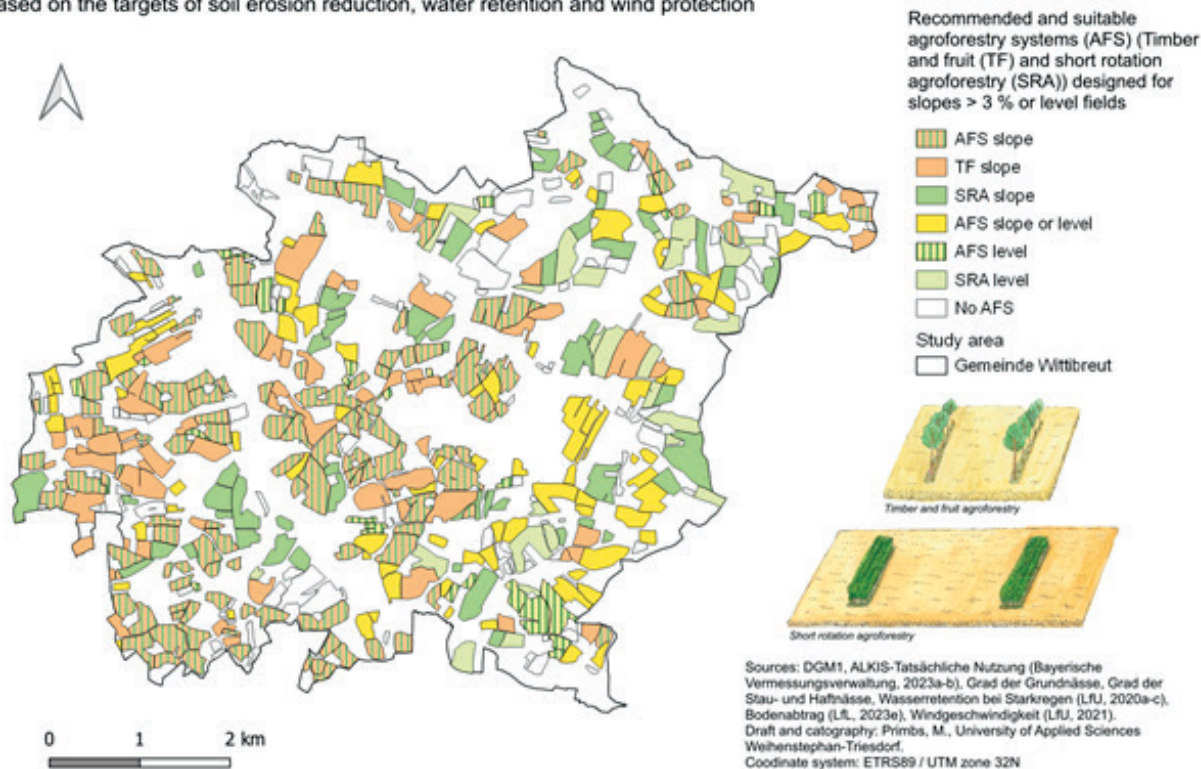 ased on the targets of soil erosion reduction, water retention and wind protection
Recommended and suitable
agroforestry systems (AFS) (Timber
and fruit (TF) and short rotation
agroforestry (SRA)) designed for
slopes > 3 % or level fields
AFS slope
TF slope
SRA slope
AFS slope or level
AFS level
SRA level
No AFS
Study area
Gemeinde Wittibreut
Timber and fruit agroforestry
Short rotation agroforestry
Sources: DGM1, ALKIS-Tatsächliche Nutzung (Bayerische
Vermessungsverwaltung, 2023a-b), Grad der Grundnässe, Grad der
Stau- und Haftnässe, Wasserretention bei Starkregen (LfU, 2020a-c),
Bodenabtrag (LfL, 2023e), Windgeschwindigkeit (LfU, 2021).
Draft and catography: Primbs, M., University of Applied Sciences
Weihenstephan-Triesdorf.
Coodinate system: ETRS89 / UTM zone 32N
0 1 2 km